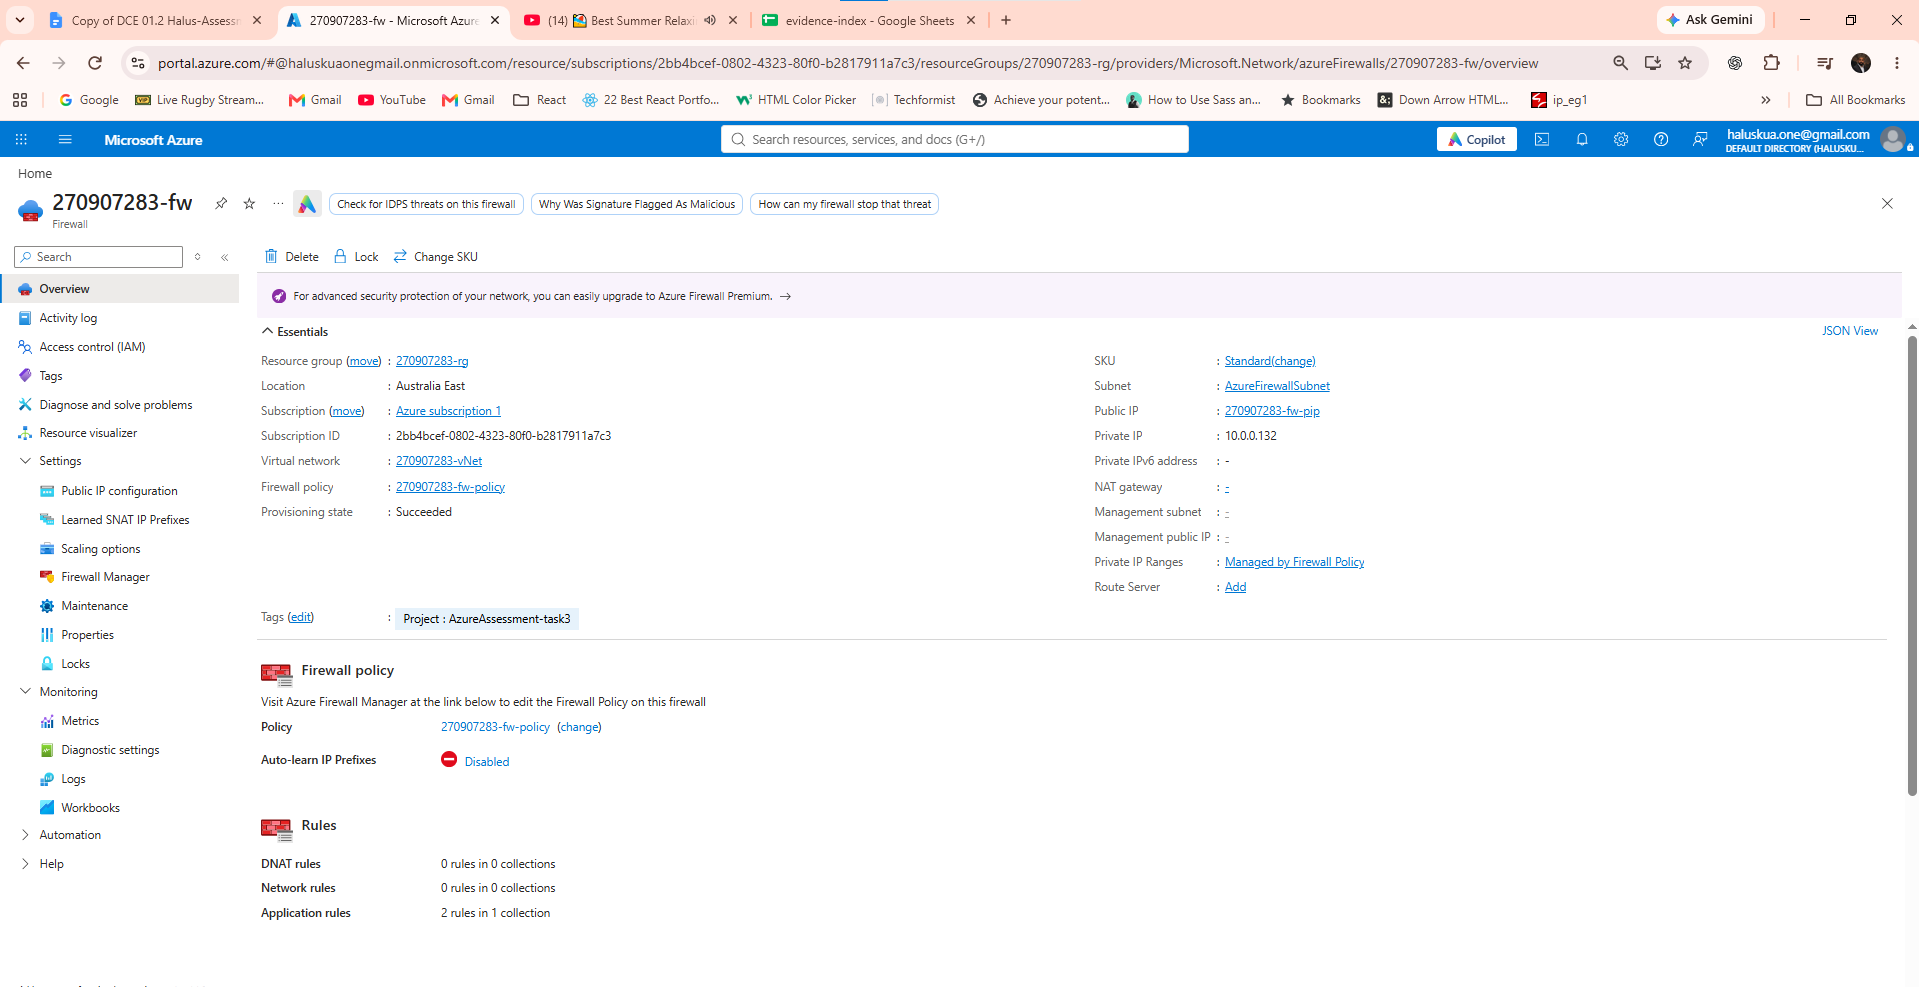 Copy of DCE 01.2 Halus-Assessn
270907283-fw - Microsoft Azure
(14) Best Summer Relaxi
evidence-index - Google Sheets
Ask Gemini
portal.azure.com/#@haluskuaonegmail.onmicrosoft.com/resource/subscriptions/2bb4bcef-0802-4323-80f0-b2817911a7c3/resourceGroups/270907283-rg/providers/Microsoft.Network/azureFirewalls/270907283-fw/overview
Google
Live Rugby Stream...
Gmail
YouTube
Gmail
React
22 Best React Portfo...
HTML Color Picker
Techformist
Achieve your potent...
How to Use Sass an...
Bookmarks
Down Arrow HTML...
ip_eg1
All Bookmarks
Microsoft Azure
Search resources, services, and docs (G+/)
Copilot
haluskua.one@gmail.com
DEFAULT DIRECTORY (HALUSKU...
Home
270907283-fw
Firewall
Check for IDPS threats on this firewall
Why Was Signature Flagged As Malicious
How can my firewall stop that threat
Search
Overview
Activity log
Access control (IAM)
Tags
Diagnose and solve problems
Resource visualizer
Settings
Public IP configuration
Learned SNAT IP Prefixes
Scaling options
Firewall Manager
Maintenance
Properties
Locks
Monitoring
Metrics
Diagnostic settings
Logs
Workbooks
Automation
Help
Delete
Lock
Change SKU
For advanced security protection of your network, you can easily upgrade to Azure Firewall Premium. →
Essentials
JSON View
Resource group (move) : 270907283-rg
Location : Australia East
Subscription (move) : Azure subscription 1
Subscription ID : 2bb4bcef-0802-4323-80f0-b2817911a7c3
Virtual network : 270907283-vNet
Firewall policy : 270907283-fw-policy
Provisioning state : Succeeded
SKU : Standard(change)
Subnet : AzureFirewallSubnet
Public IP : 270907283-fw-pip
Private IP : 10.0.0.132
Private IPv6 address : -
NAT gateway : -
Management subnet : -
Management public IP : -
Private IP Ranges : Managed by Firewall Policy
Route Server : Add
Tags (edit) : Project : AzureAssessment-task3
Firewall policy
Visit Azure Firewall Manager at the link below to edit the Firewall Policy on this firewall
Policy 270907283-fw-policy (change)
Auto-learn IP Prefixes Disabled
Rules
DNAT rules 0 rules in 0 collections
Network rules 0 rules in 0 collections
Application rules 2 rules in 1 collection